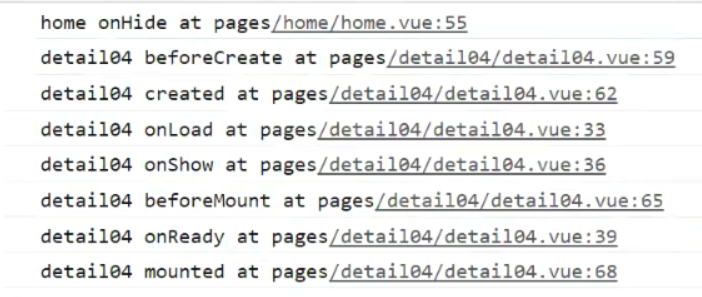 home onHide at pages/home/home.vue:55
detail04 beforeCreate at pages/detail04/detail04.vue:59
detail04 created at pages/detail04/detail04.vue:62
detail04 onLoad at pages/detail04/detail04.vue:33
detail04 onShow at pages/detail04/detail04.vue:36
detail04 beforeMount at pages/detail04/detail04.vue:65
detail04 onReady at pages/detail04/detail04.vue:39
detail04 mounted at pages/detail04/detail04.vue:68